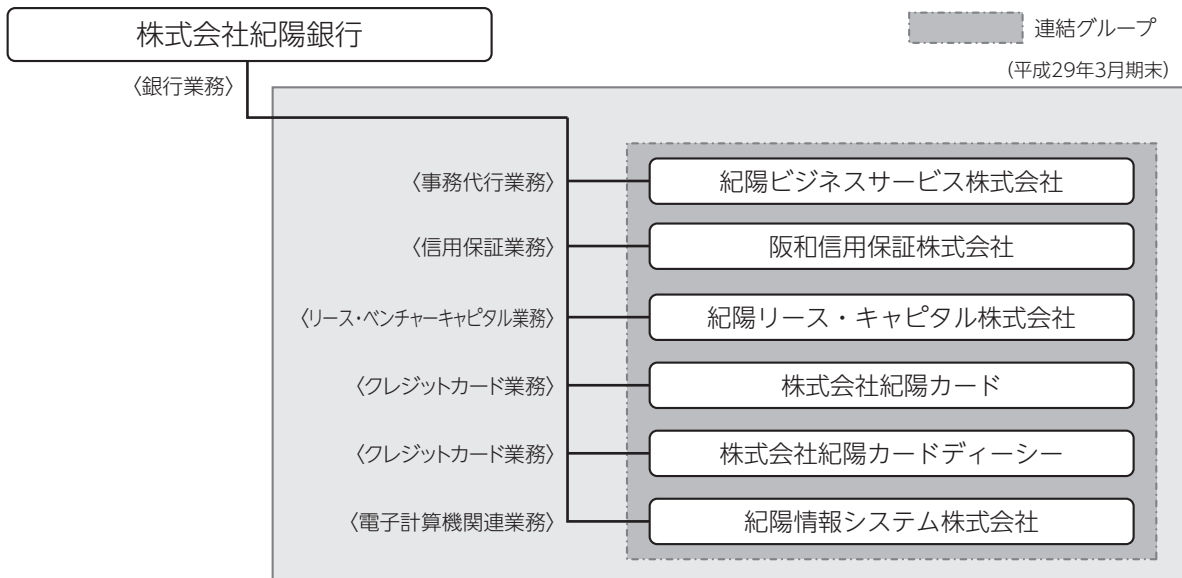 株式会社紀陽銀行
連結グループ
(平成29年3月期末)
〈銀行業務〉
〈事務代行業務〉
紀陽ビジネスサービス株式会社
〈信用保証業務〉
阪和信用保証株式会社
〈リース・ベンチャーキャピタル業務〉
紀陽リース・キャピタル株式会社
〈クレジットカード業務〉
株式会社紀陽カード
〈クレジットカード業務〉
株式会社紀陽カードディーシー
〈電子計算機関連業務〉
紀陽情報システム株式会社